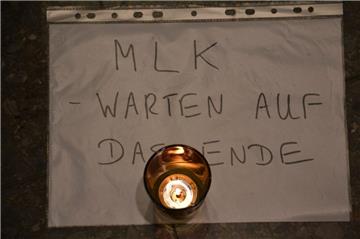 MLK
- WARTEN AUF
DAS ENDE